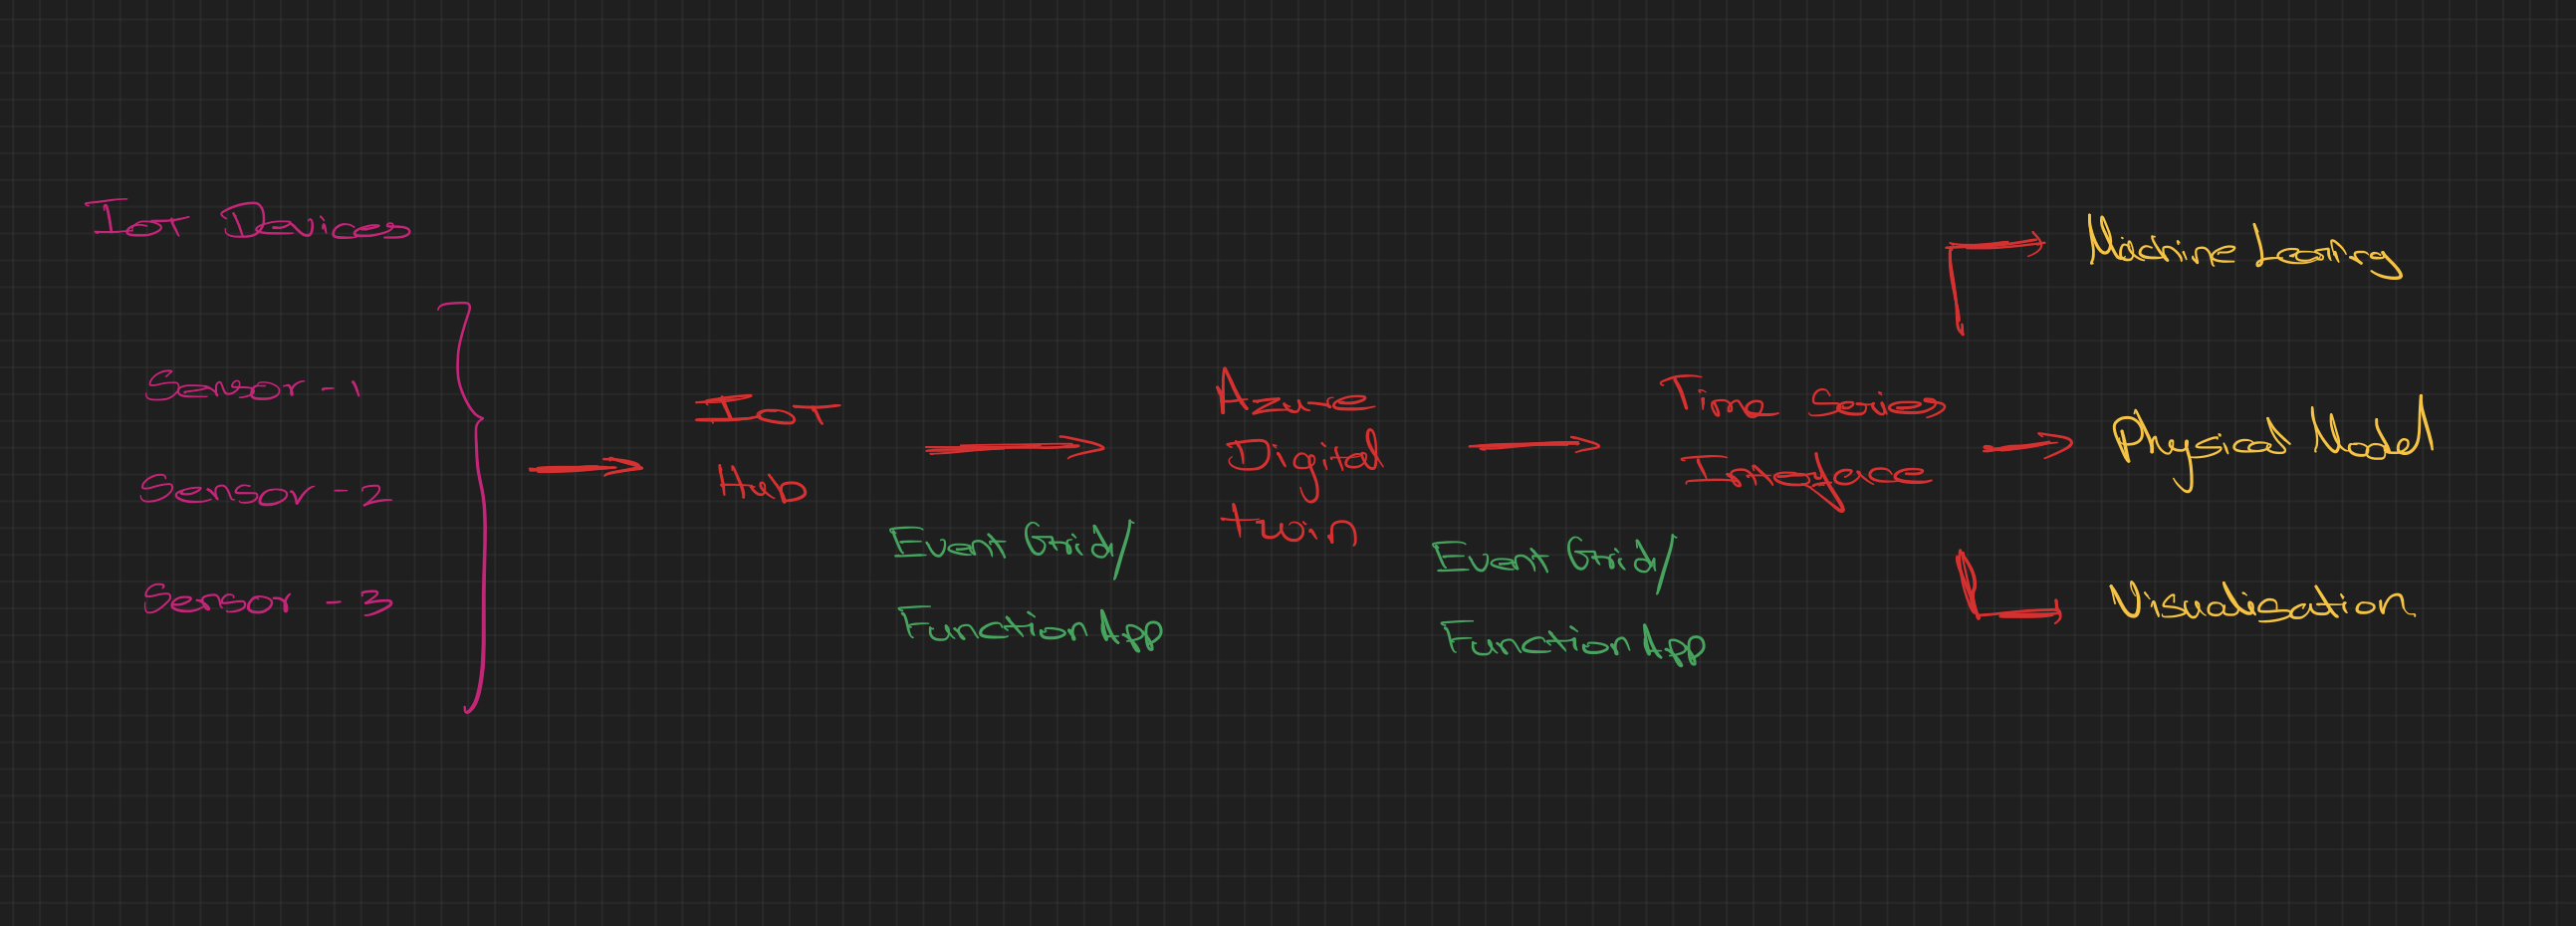 IoT Devices
Sensor - 1
Sensor - 2
Sensor - 3
IoT
Hub
Event Grid/
Function App
Azure
Digital
twin
Event Grid/
Function App
Time Series
Interface
Machine Learning
Physical Model
Visualisation